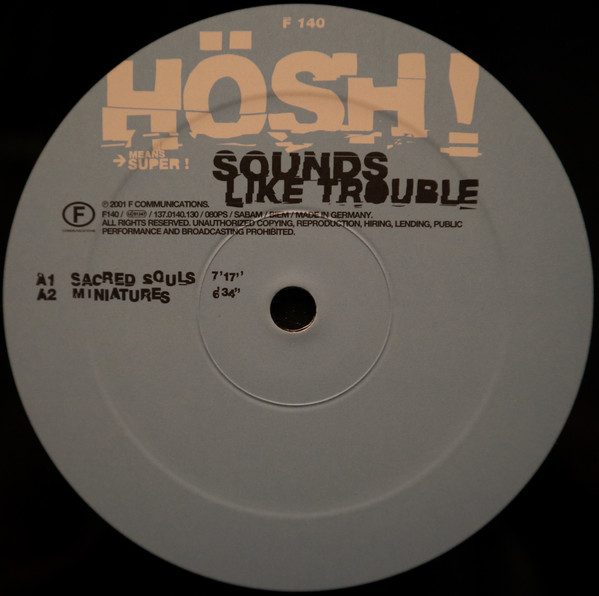 F 140
HÖSH!
→ MEANS
SUPER!
SOUNDS
LIKE TROUBLE
F
℗ 2001 F COMMUNICATIONS.
F140 / / 137.0140.130 / 080PS / SABAM / BIEM / MADE IN GERMANY.
ALL RIGHTS RESERVED. UNAUTHORIZED COPYING, REPRODUCTION, HIRING, LENDING, PUBLIC
PERFORMANCE AND BROADCASTING PROHIBITED.
A1 SACRED SOULS 7'17''
A2 MINIATURES 6'34''